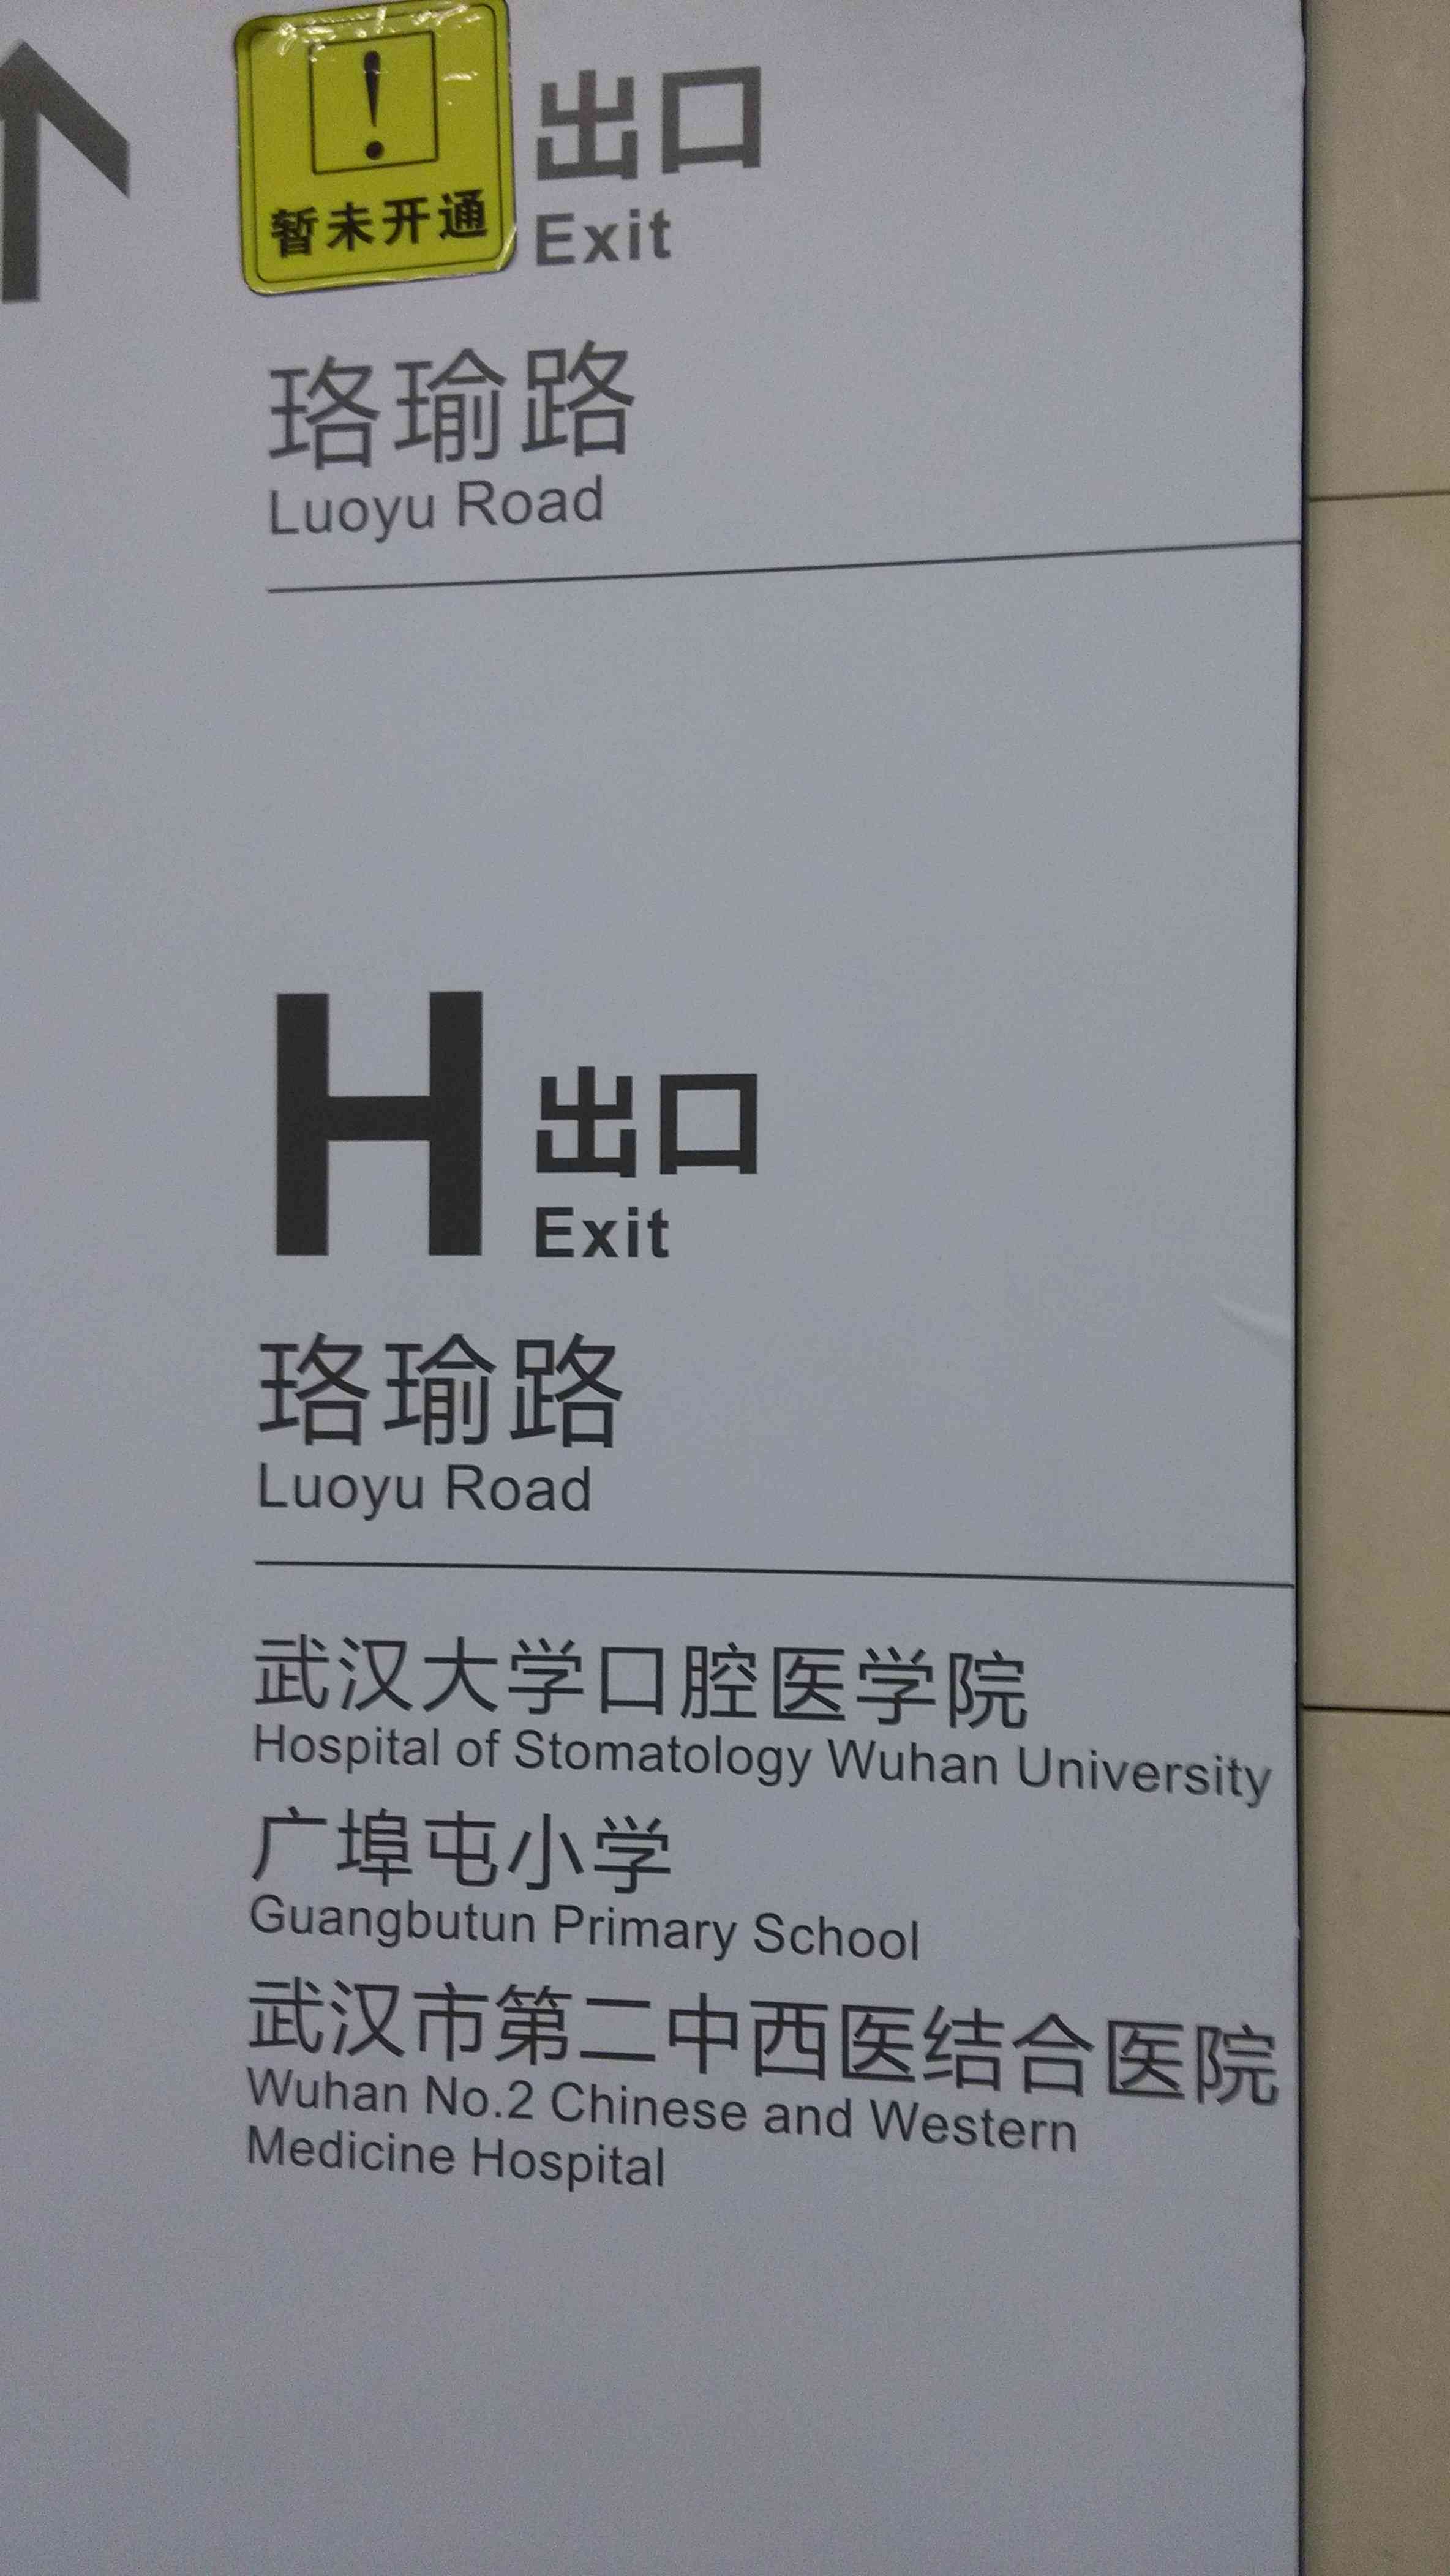 !
暂未开通
出口
Exit
珞瑜路
Luoyu Road
H
出口
Exit
珞瑜路
Luoyu Road
武汉大学口腔医学院
Hospital of Stomatology Wuhan University
广埠屯小学
Guangbutun Primary School
武汉市第二中西医结合医院
Wuhan No.2 Chinese and Western
Medicine Hospital